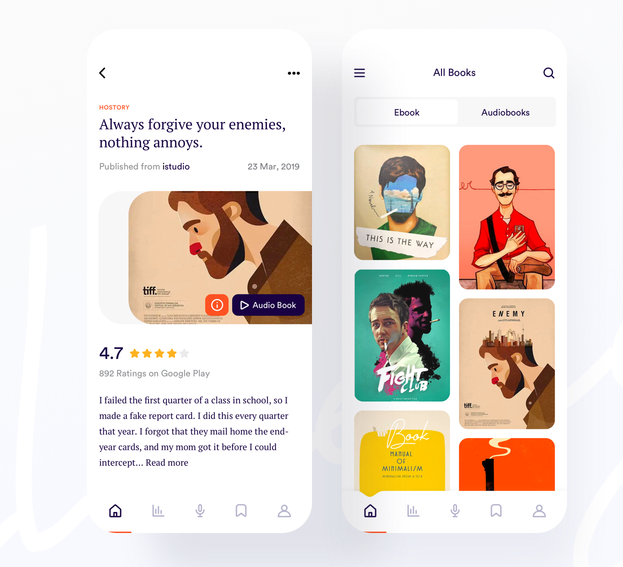 HOSTORY
Always forgive your enemies,
nothing annoys.
Published from istudio
23 Mar, 2019
tiff.
Audio Book
4.7
892 Ratings on Google Play
I failed the first quarter of a class in school, so I
made a fake report card. I did this every quarter
that year. I forgot that they mail home the end-
year cards, and my mom got it before I could
intercept... Read more
All Books
Ebook
Audiobooks
THIS IS THE WAY
FIGHT
CLUB
ENEMY
tiff.
Book
MANUAL
OF
MINIMALISM